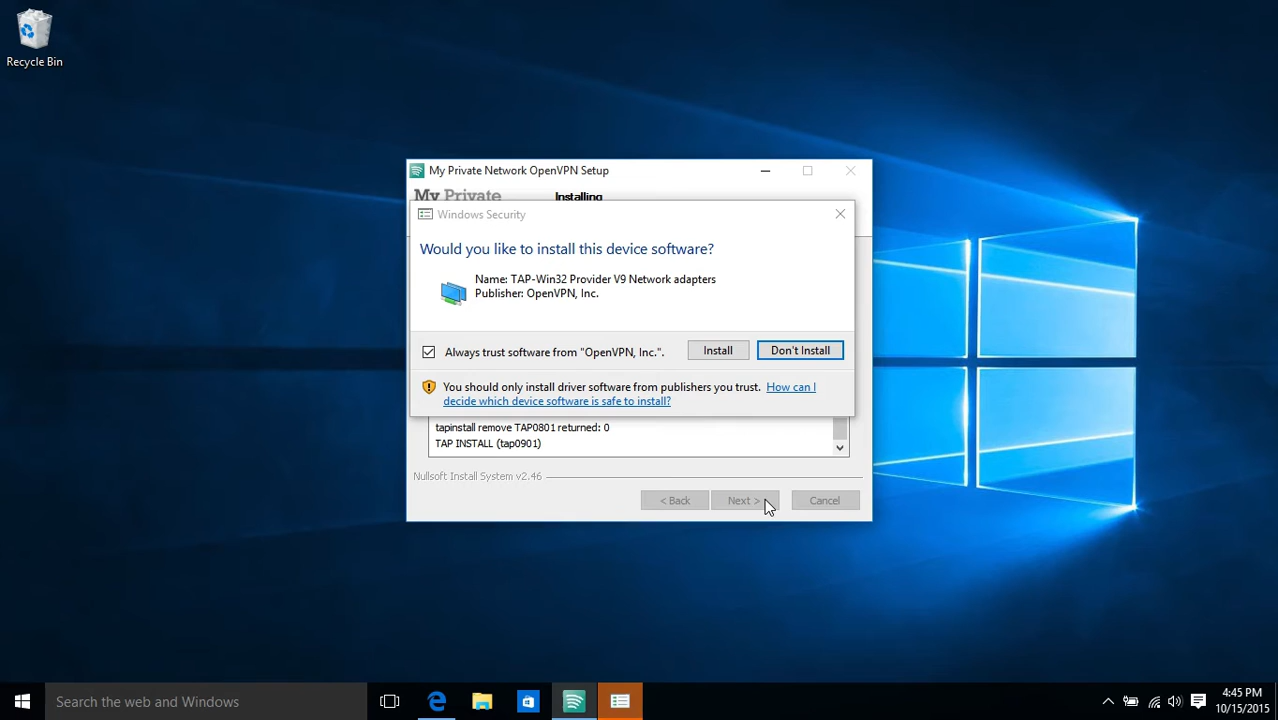 Recycle Bin
My Private Network OpenVPN Setup
My Private
Installing
Windows Security
Would you like to install this device software?
Name: TAP-Win32 Provider V9 Network adapters
Publisher: OpenVPN, Inc.
Always trust software from "OpenVPN, Inc.".
Install
Don't Install
You should only install driver software from publishers you trust. How can I
decide which device software is safe to install?
tapinstall remove TAP0801 returned: 0
TAP INSTALL (tap0901)
Nullsoft Install System v2.46
< Back
Next >
Cancel
Search the web and Windows
4:45 PM
10/15/2015